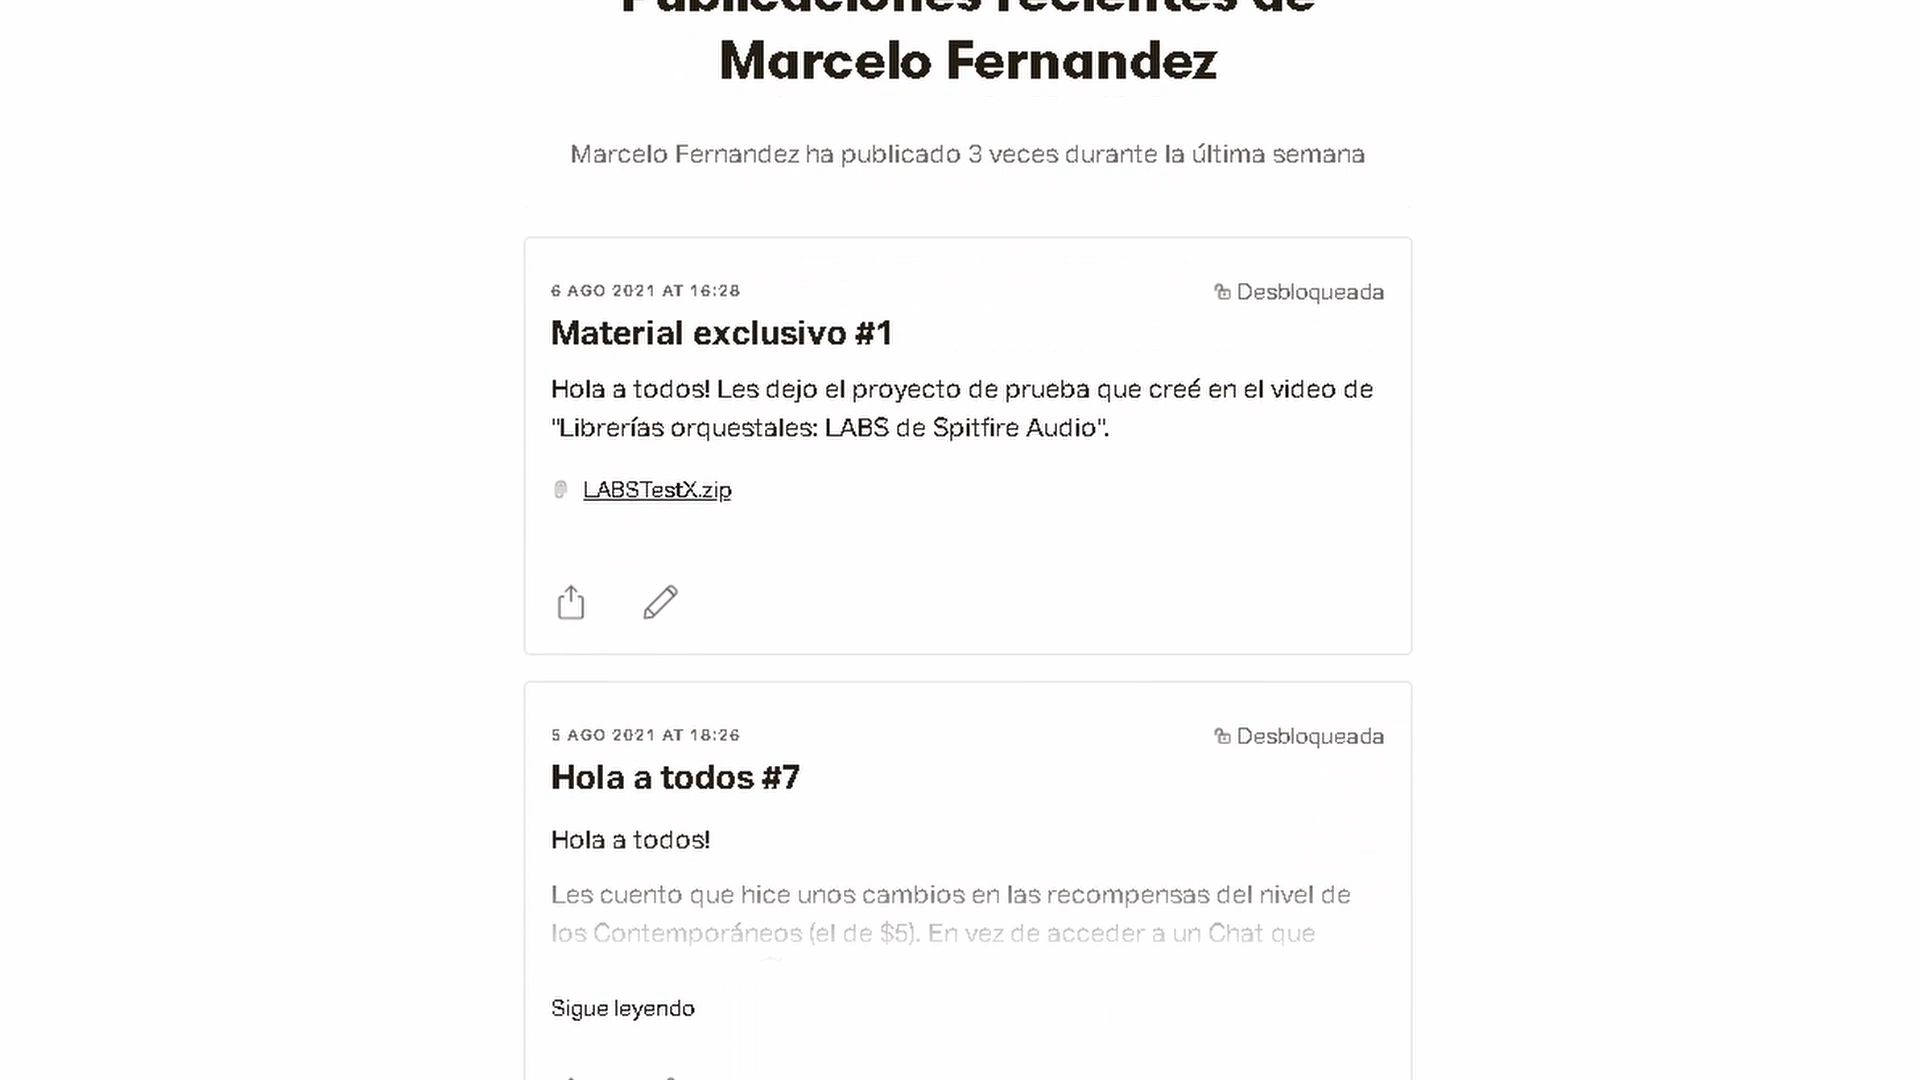 Publicaciones recientes de
Marcelo Fernandez
Marcelo Fernandez ha publicado 3 veces durante la última semana
6 AGO 2021 AT 16:28
Desbloqueada
Material exclusivo #1
Hola a todos! Les dejo el proyecto de prueba que creé en el video de
"Librerías orquestales: LABS de Spitfire Audio".
LABSTestX.zip
5 AGO 2021 AT 18:26
Desbloqueada
Hola a todos #7
Hola a todos!
Les cuento que hice unos cambios en las recompensas del nivel de
los Contemporáneos (el de $5). En vez de acceder a un Chat que
Sigue leyendo